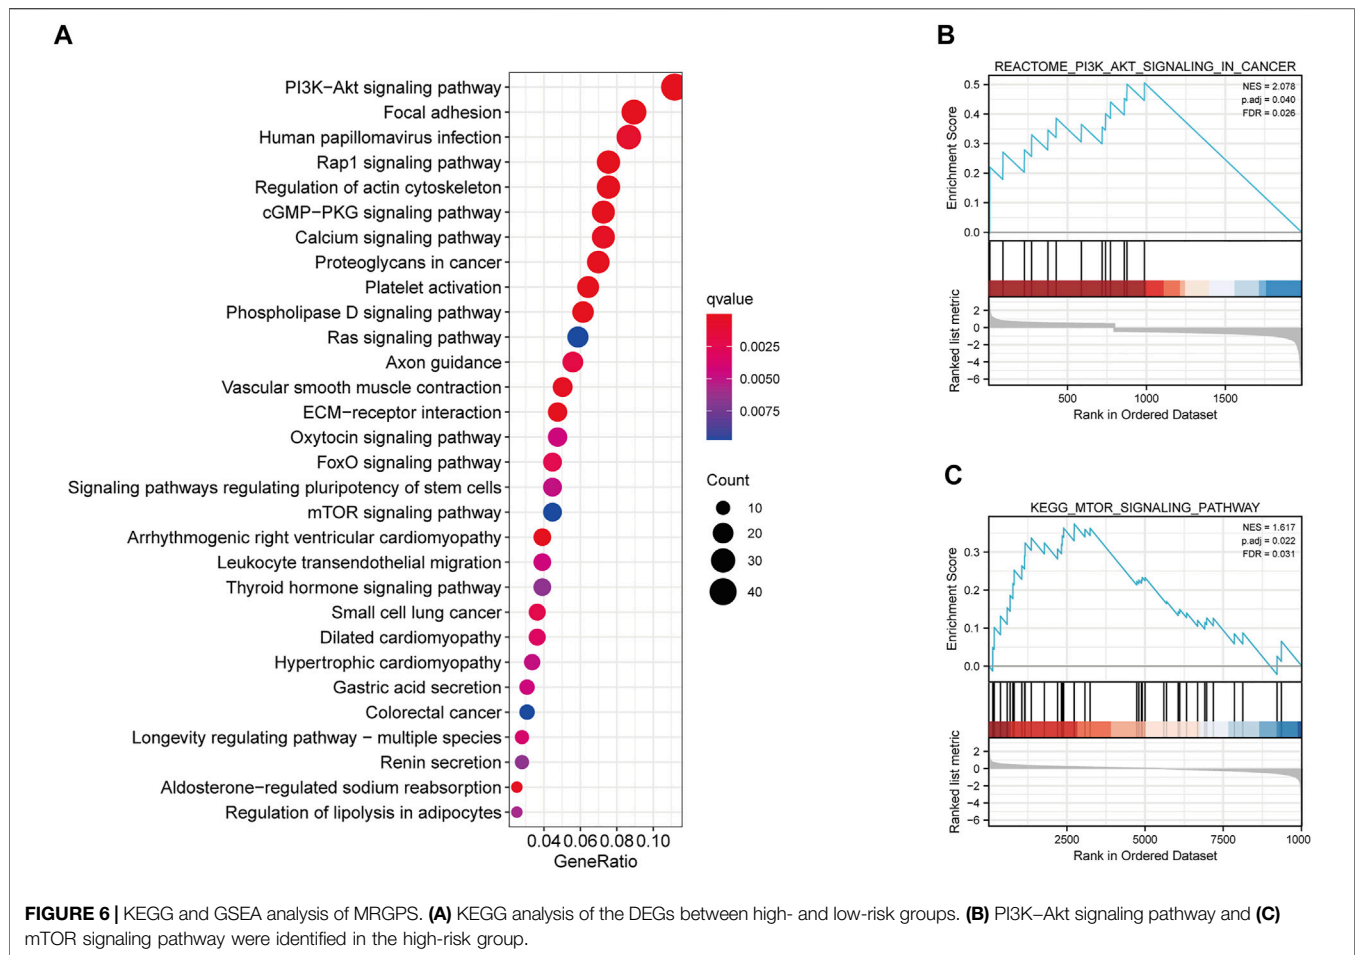 A
PI3K−Akt signaling pathway
Focal adhesion
Human papillomavirus infection
Rap1 signaling pathway
Regulation of actin cytoskeleton
cGMP−PKG signaling pathway
Calcium signaling pathway
Proteoglycans in cancer
Platelet activation
Phospholipase D signaling pathway
Ras signaling pathway
Axon guidance
Vascular smooth muscle contraction
ECM−receptor interaction
Oxytocin signaling pathway
FoxO signaling pathway
Signaling pathways regulating pluripotency of stem cells
mTOR signaling pathway
Arrhythmogenic right ventricular cardiomyopathy
Leukocyte transendothelial migration
Thyroid hormone signaling pathway
Small cell lung cancer
Dilated cardiomyopathy
Hypertrophic cardiomyopathy
Gastric acid secretion
Colorectal cancer
Longevity regulating pathway − multiple species
Renin secretion
Aldosterone−regulated sodium reabsorption
Regulation of lipolysis in adipocytes
0.04 0.06 0.08 0.10
GeneRatio
qvalue
0.0025
0.0050
0.0075
Count
10
20
30
40
B
REACTOME_PI3K_AKT_SIGNALING_IN_CANCER
NES = 2.078
p.adj = 0.040
FDR = 0.026
Enrichment Score
0.5
0.4
0.3
0.2
0.1
0.0
Ranked list metric
2
0
−2
−4
−6
500 1000 1500
Rank in Ordered Dataset
C
KEGG_MTOR_SIGNALING_PATHWAY
NES = 1.617
p.adj = 0.022
FDR = 0.031
Enrichment Score
0.3
0.2
0.1
0.0
Ranked list metric
2
0
−2
−4
−6
2500 5000 7500 1000
Rank in Ordered Dataset
FIGURE 6 | KEGG and GSEA analysis of MRGPS. (A) KEGG analysis of the DEGs between high- and low-risk groups. (B) PI3K–Akt signaling pathway and (C)
mTOR signaling pathway were identified in the high-risk group.